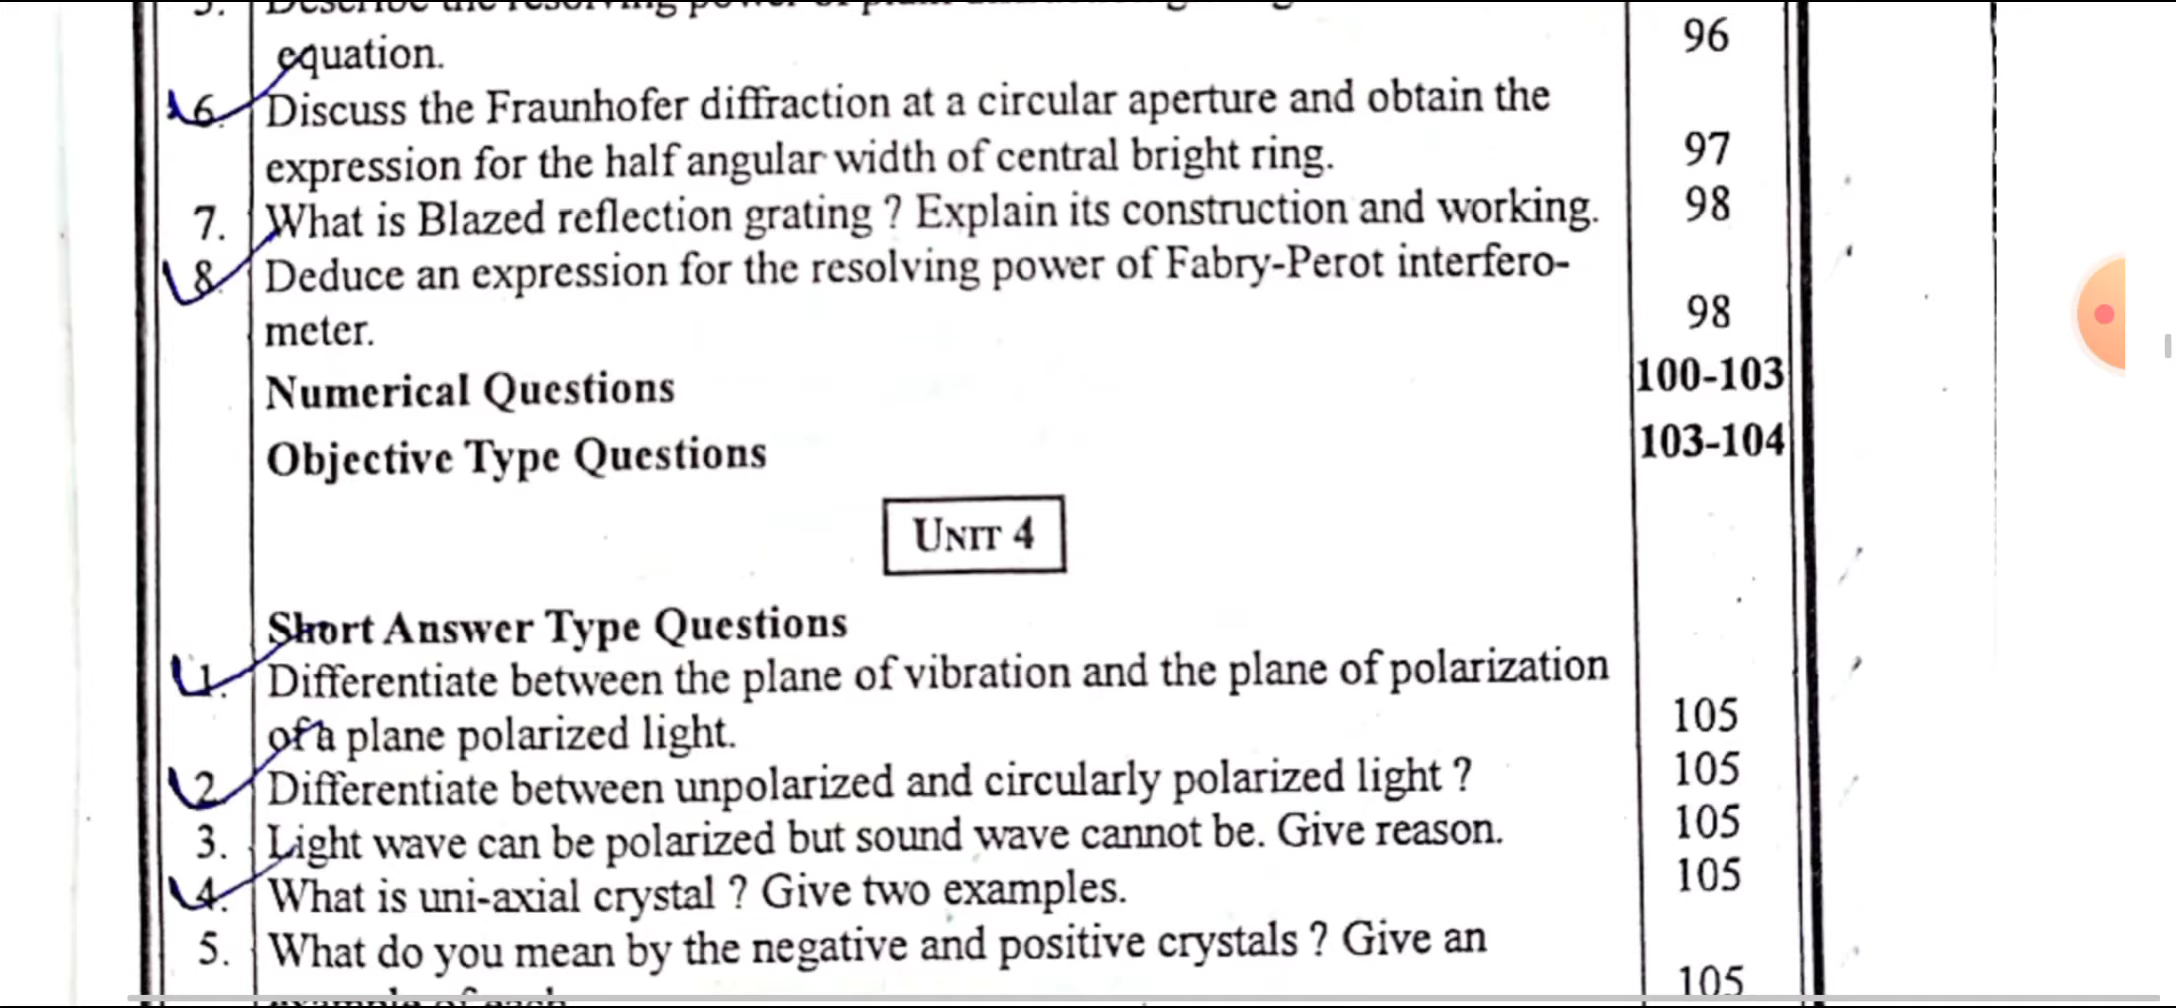 equation.
96
6. Discuss the Fraunhofer diffraction at a circular aperture and obtain the
expression for the half angular width of central bright ring.
97
7. What is Blazed reflection grating ? Explain its construction and working.
98
8. Deduce an expression for the resolving power of Fabry-Perot interfero-
meter.
98
Numerical Questions
100-103
Objective Type Questions
103-104
UNIT 4
Short Answer Type Questions
1. Differentiate between the plane of vibration and the plane of polarization
of a plane polarized light.
105
2. Differentiate between unpolarized and circularly polarized light ?
105
3. Light wave can be polarized but sound wave cannot be. Give reason.
105
4. What is uni-axial crystal ? Give two examples.
105
5. What do you mean by the negative and positive crystals ? Give an
105